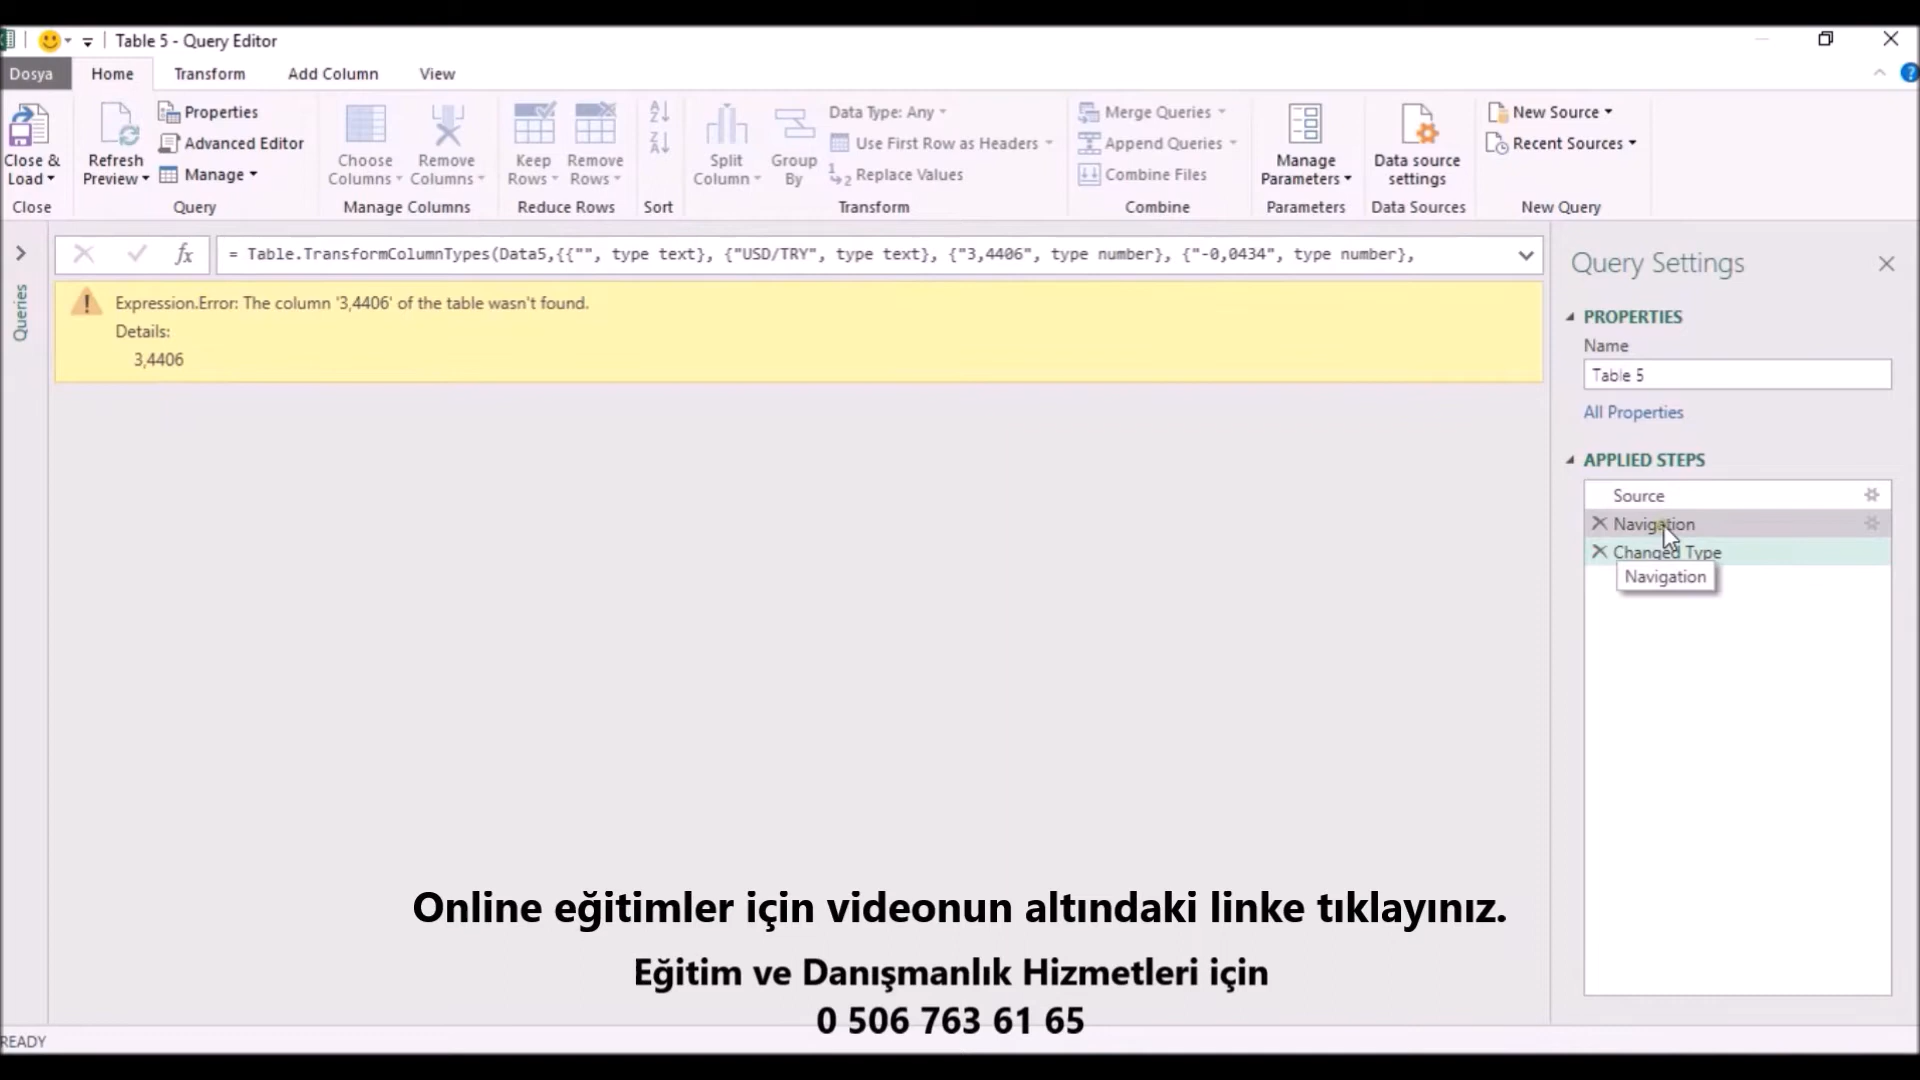 Table 5 - Query Editor
Dosya
Home
Transform
Add Column
View
Close &
Load
Close
Refresh
Preview
Properties
Advanced Editor
Manage
Query
Choose
Columns
Remove
Columns
Manage Columns
Keep
Rows
Remove
Rows
Reduce Rows
Sort
Split
Column
Group
By
Data Type: Any
Use First Row as Headers
Replace Values
Transform
Merge Queries
Append Queries
Combine Files
Combine
Manage
Parameters
Parameters
Data source
settings
Data Sources
New Source
Recent Sources
New Query
Queries
fx
= Table.TransformColumnTypes(Data5,{{"", type text}, {"USD/TRY", type text}, {"3,4406", type number}, {"-0,0434", type number},
Expression.Error: The column '3,4406' of the table wasn't found.
Details:
3,4406
Query Settings
PROPERTIES
Name
Table 5
All Properties
APPLIED STEPS
Source
Navigation
Changed Type
Navigation
Online eğitimler için videonun altındaki linke tıklayınız.
Eğitim ve Danışmanlık Hizmetleri için
0 506 763 61 65
READY